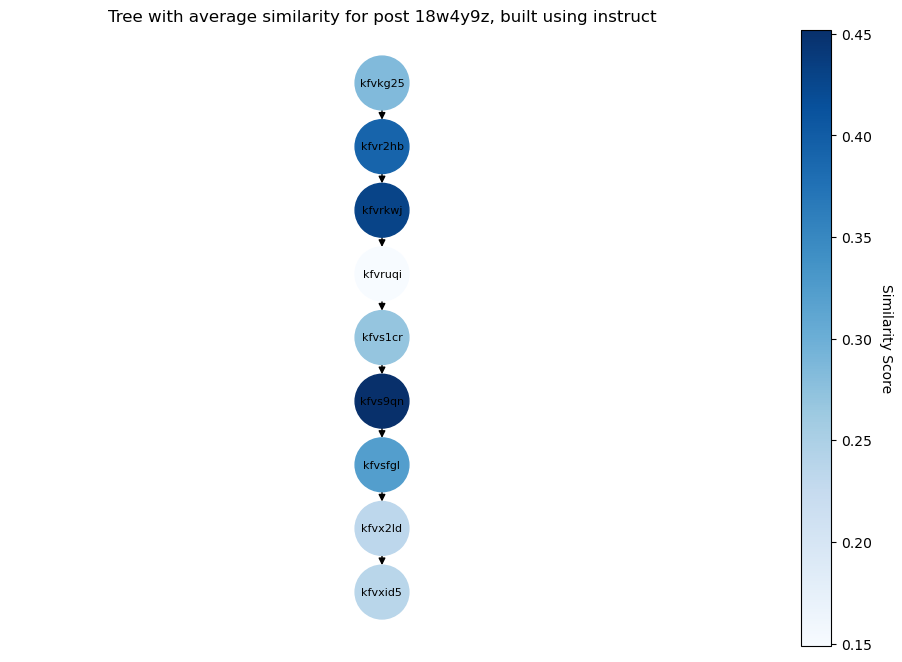 Tree with average similarity for post 18w4y9z, built using instruct
kfvkg25
kfvr2hb
kfvrkwj
kfvruqi
kfvs1cr
kfvs9qn
kfvsfgl
kfvx2ld
kfvxid5
0.45
0.40
0.35
0.30
0.25
0.20
0.15
Similarity Score